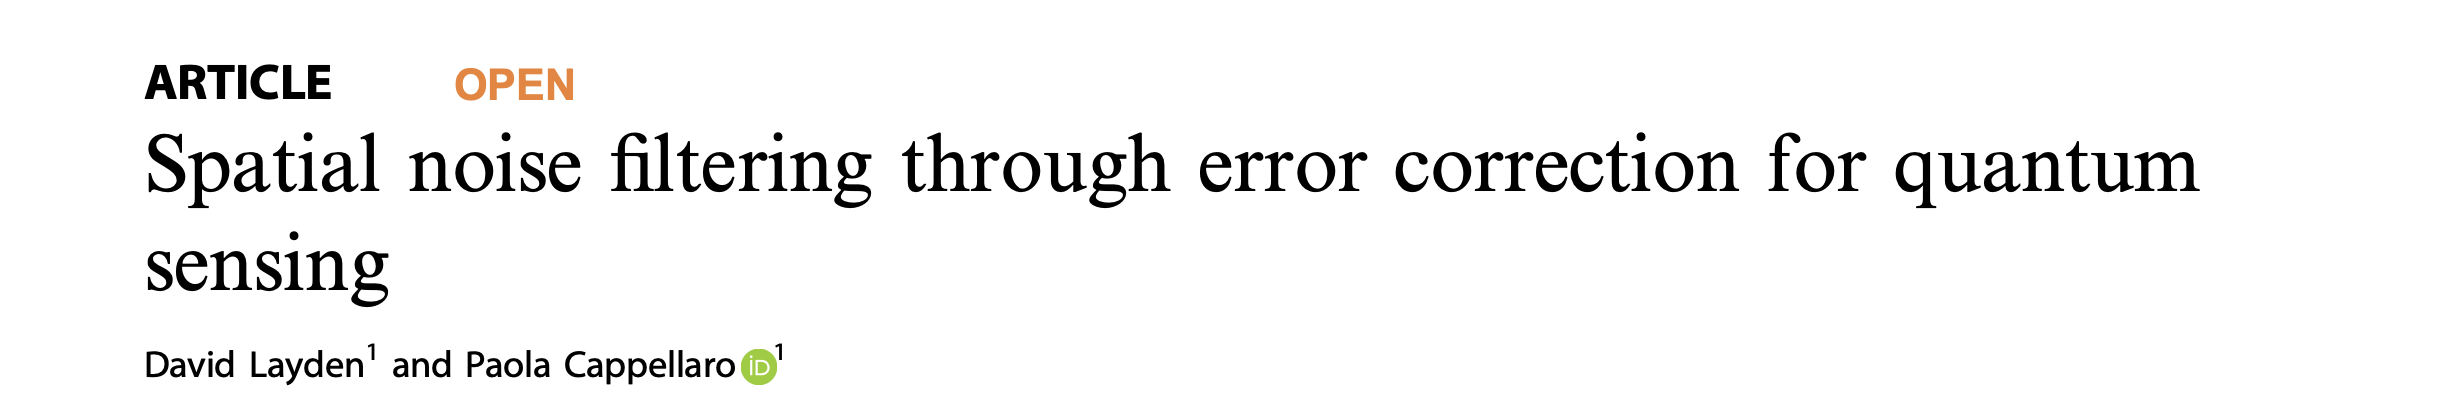 ARTICLE OPEN
Spatial noise filtering through error correction for quantum
sensing
David Layden1 and Paola Cappellaro iD 1